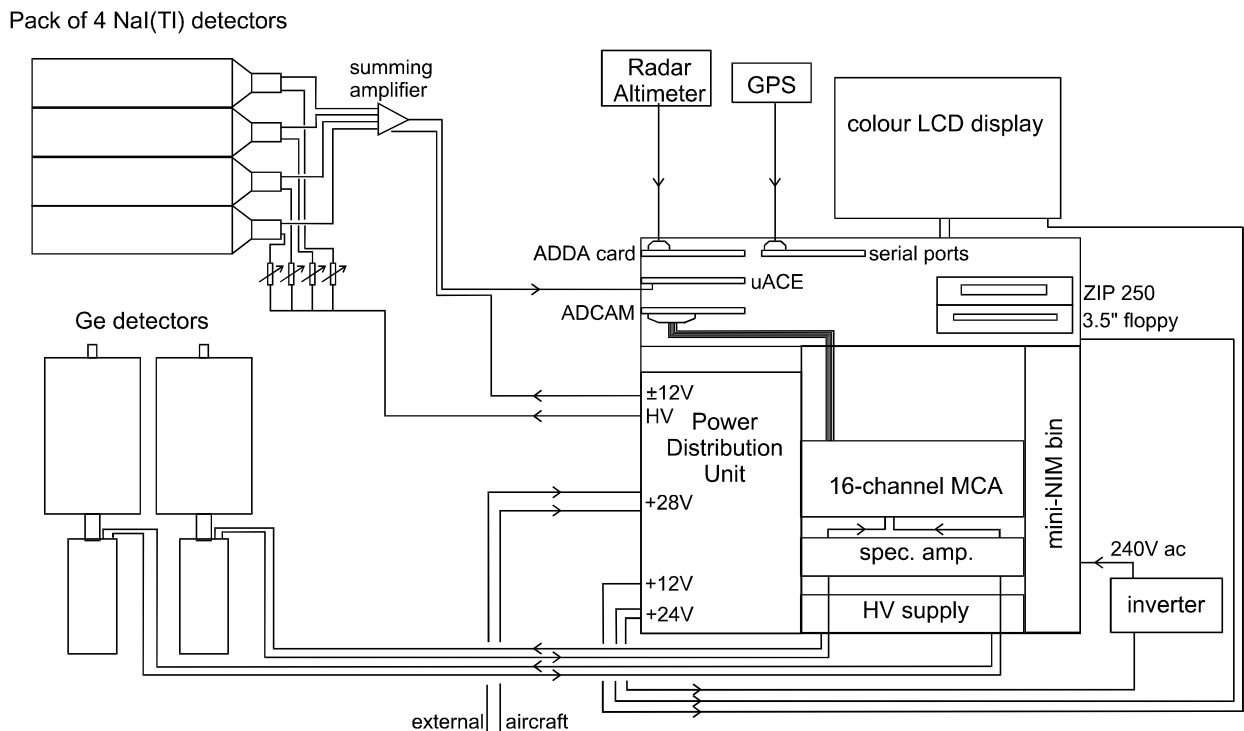 Pack of 4 NaI(Tl) detectors
summing
amplifier
Radar
Altimeter
GPS
colour LCD display
ADDA card
serial ports
uACE
ADCAM
ZIP 250
3.5" floppy
Ge detectors
±12V
HV
Power
Distribution
Unit
+28V
+12V
+24V
16-channel MCA
spec. amp.
HV supply
mini-NIM bin
240V ac
inverter
external aircraft